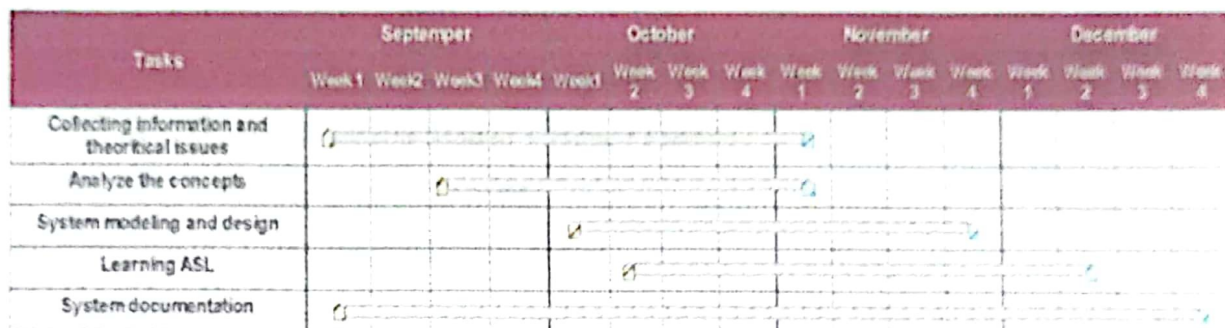 Septemper October November December
Tasks
Week 1 Week2 Week3 Week4 Week1 Week 2 Week 3 Week 4 Week 1 Week 2 Week 3 Week 4 Week 1 Week 2 Week 3 Week 4
Collecting information and
theoritical issues
Analyze the concepts
System modeling and design
Learning ASL
System documentation